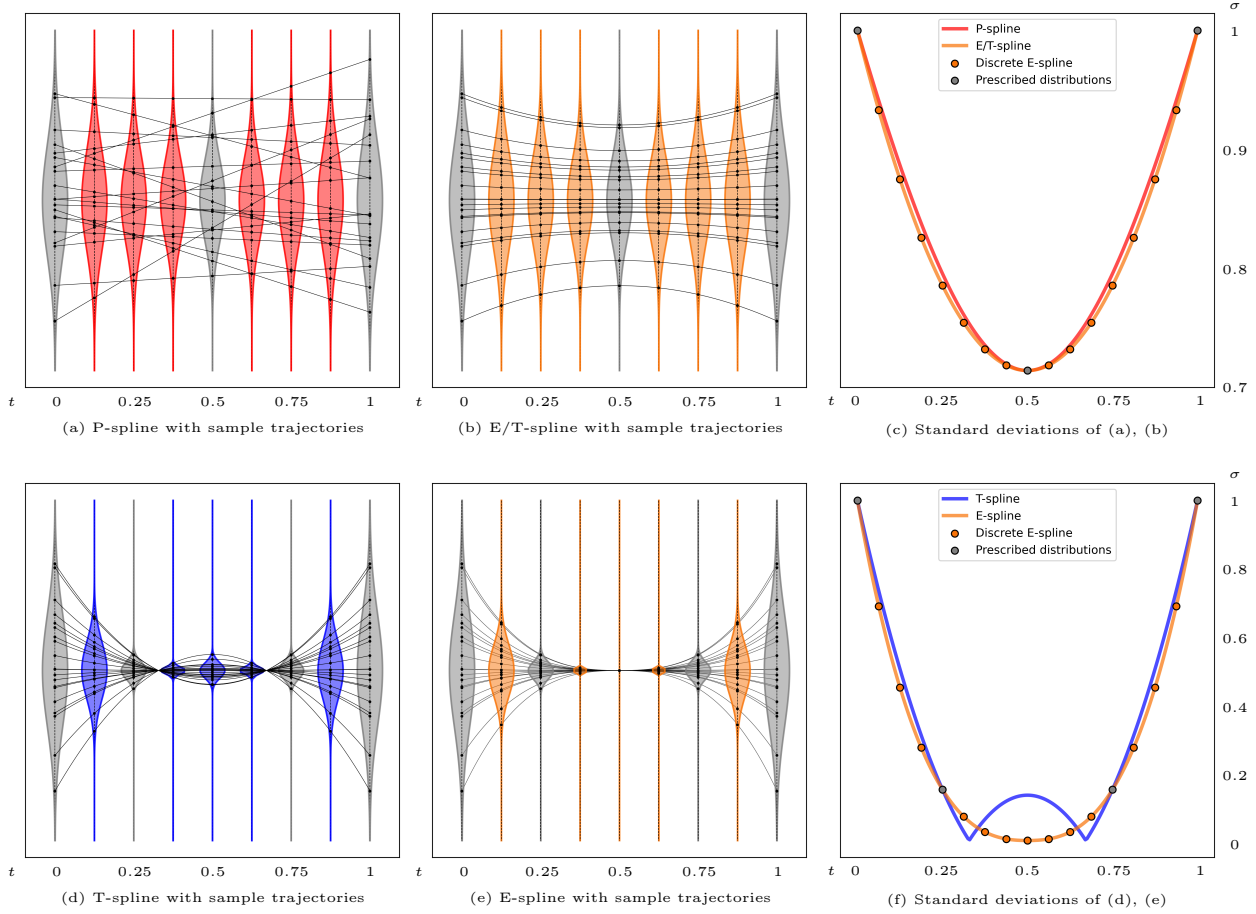 σ
P-spline
E/T-spline
Discrete E-spline
Prescribed distributions
1
0.9
0.8
0.7
t 0 0.25 0.5 0.75 1
t 0 0.25 0.5 0.75 1
t 0 0.25 0.5 0.75 1
(a) P-spline with sample trajectories
(b) E/T-spline with sample trajectories
(c) Standard deviations of (a), (b)
σ
T-spline
E-spline
Discrete E-spline
Prescribed distributions
1
0.8
0.6
0.4
0.2
0
t 0 0.25 0.5 0.75 1
t 0 0.25 0.5 0.75 1
t 0 0.25 0.5 0.75 1
(d) T-spline with sample trajectories
(e) E-spline with sample trajectories
(f) Standard deviations of (d), (e)